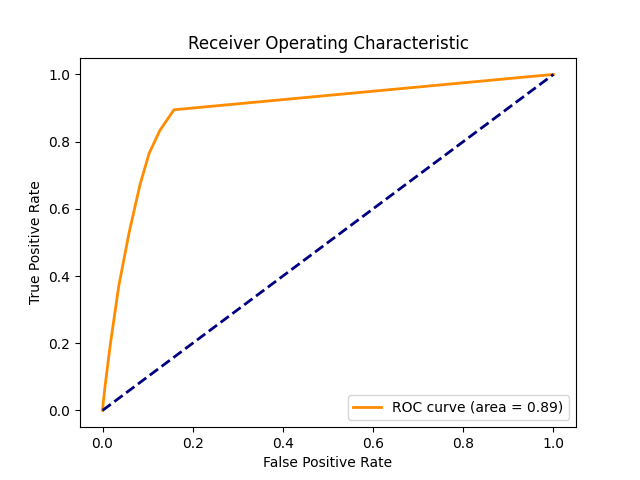 Receiver Operating Characteristic
1.0
0.8
0.6
0.4
0.2
0.0
True Positive Rate
ROC curve (area = 0.89)
0.0 0.2 0.4 0.6 0.8 1.0
False Positive Rate